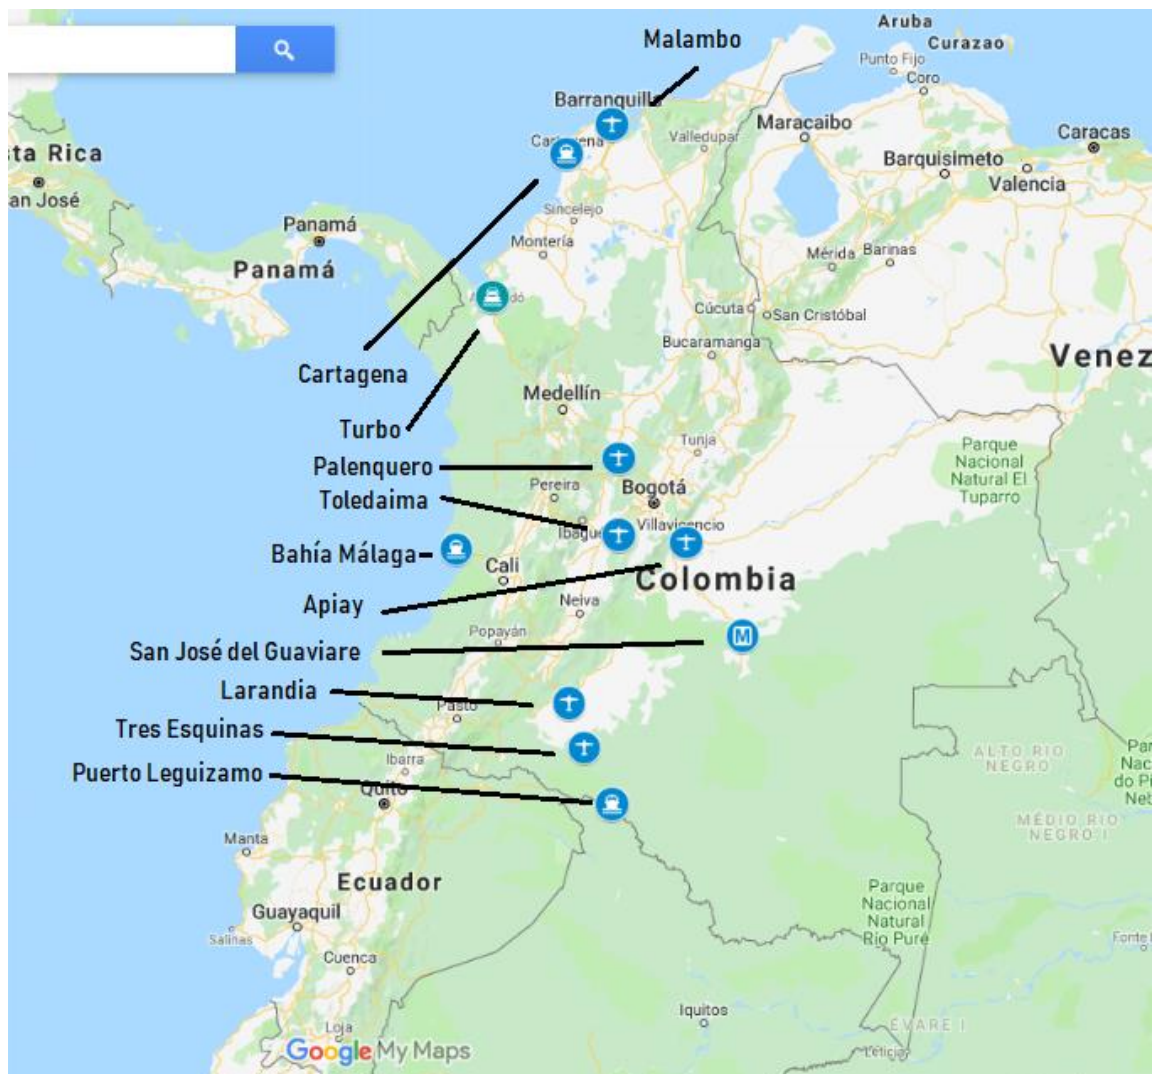 Aruba
Malambo
Curazao
Punto Fijo
Coro
Barranquilla
Maracaibo
Caracas
Valledupar
sta Rica
Barquisimeto
Valencia
an José
Sincelejo
Panamá
Montería
Mérida
Barinas
Panamá
Cúcuta
San Cristóbal
Bucaramanga
Venez
Cartagena
Medellín
Turbo
Tunja
Parque
Nacional
Natural El
Tuparro
Palenquero
Pereira
Bogotá
Toledaima
Villavicencio
Bahía Málaga
Cali
Colombia
Apiay
Neiva
Popayán
M
San José del Guaviare
Larandia
Pasto
Tres Esquinas
ALTO RIO
NEGRO
Ibarra
Puerto Leguizamo
Quito
MÉDIO RIO
NEGRO I
Manta
Ecuador
Parque
Nacional
Natural
Río Puré
Guayaquil
Salinas
Cuenca
Iquitos
ÉVARE I
Loja
Leticia
Google My Maps